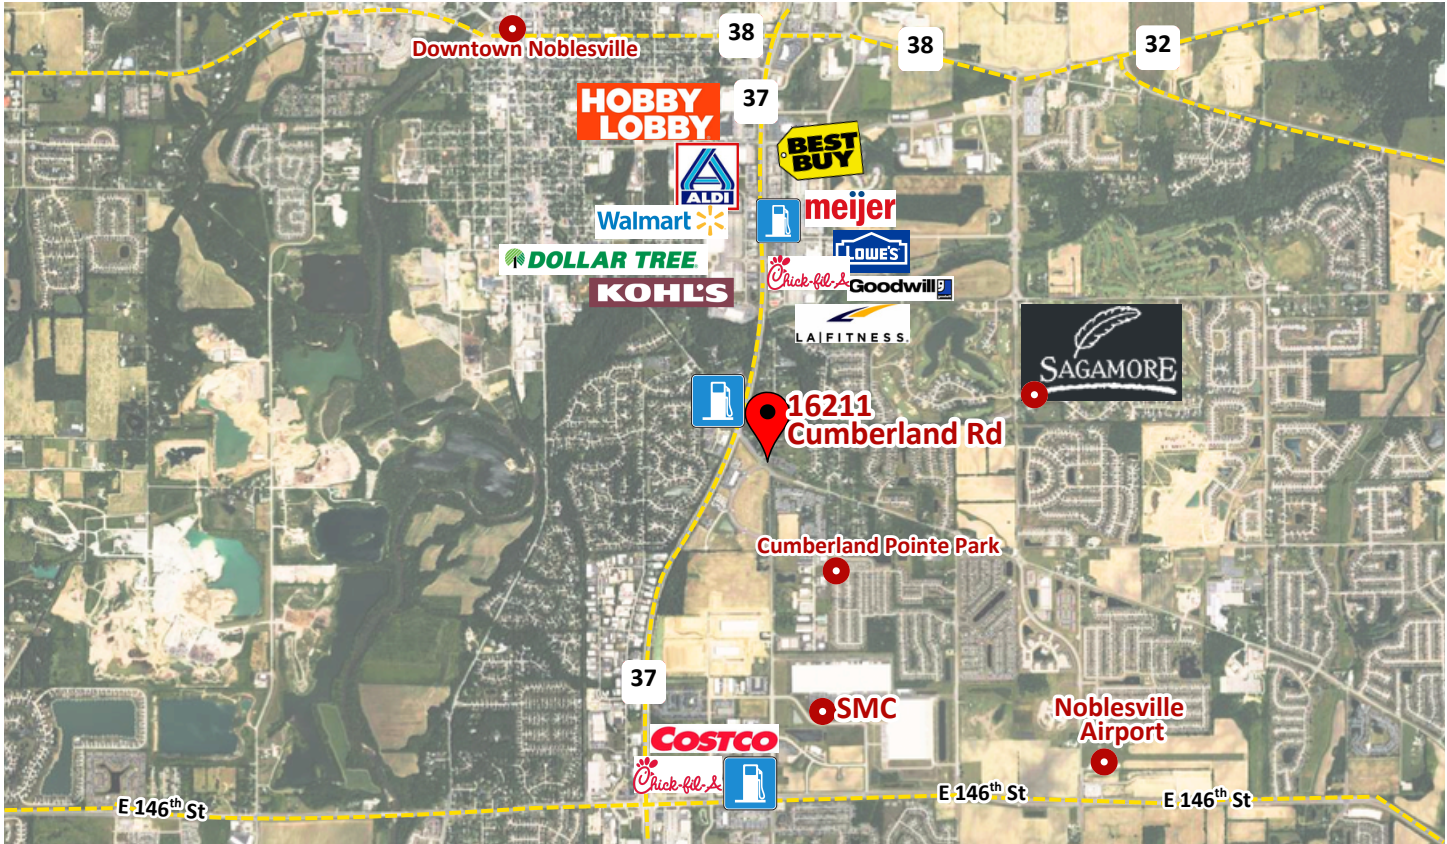 38
38
32
Downtown Noblesville
37
HOBBY
LOBBY
BEST
BUY
ALDI
Walmart
meijer
DOLLAR TREE
LOWE'S
Chick-fil-A
Goodwill
goodwill
KOHL'S
LA|FITNESS.
SAGAMORE
16211
Cumberland Rd
Cumberland Pointe Park
37
SMC
Noblesville
Airport
COSTCO
Chick-fil-A
E 146th St
E 146th St
E 146th St